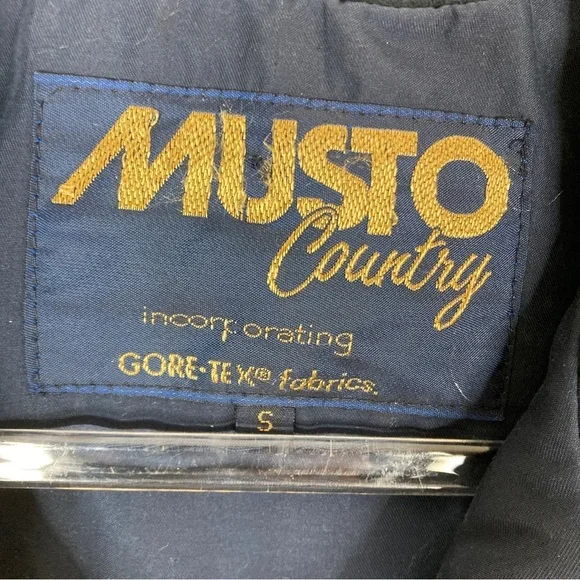 MUSTO
Country
incorporating
GORE-TEX® fabrics.
S